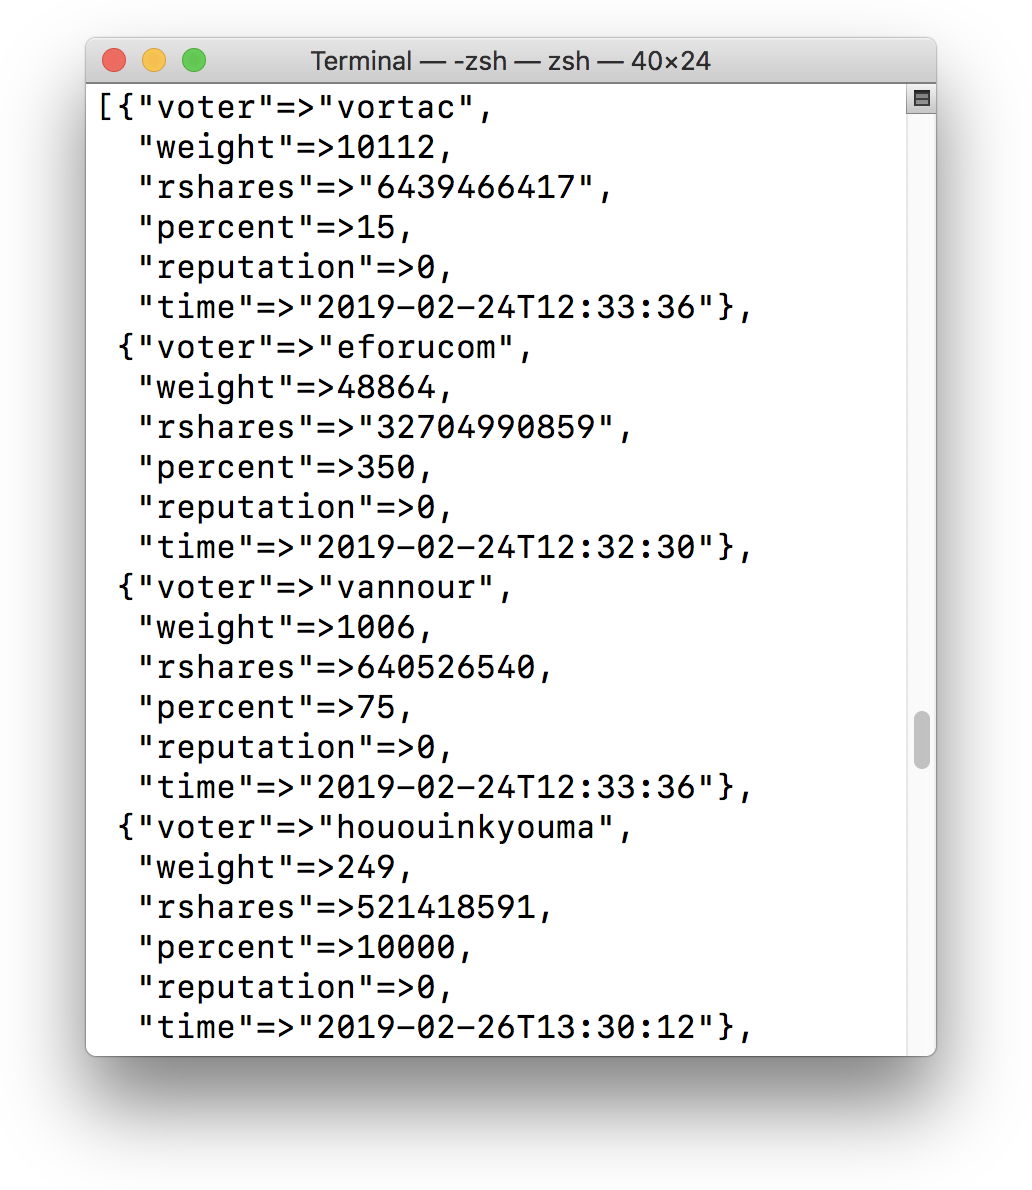 Terminal — -zsh — zsh — 40×24
[{"voter"=>"vortac",
"weight"=>10112,
"rshares"=>"6439466417",
"percent"=>15,
"reputation"=>0,
"time"=>"2019-02-24T12:33:36"},
{"voter"=>"eforucom",
"weight"=>48864,
"rshares"=>"32704990859",
"percent"=>350,
"reputation"=>0,
"time"=>"2019-02-24T12:32:30"},
{"voter"=>"vannour",
"weight"=>1006,
"rshares"=>640526540,
"percent"=>75,
"reputation"=>0,
"time"=>"2019-02-24T12:33:36"},
{"voter"=>"hououinkyouma",
"weight"=>249,
"rshares"=>521418591,
"percent"=>10000,
"reputation"=>0,
"time"=>"2019-02-26T13:30:12"},